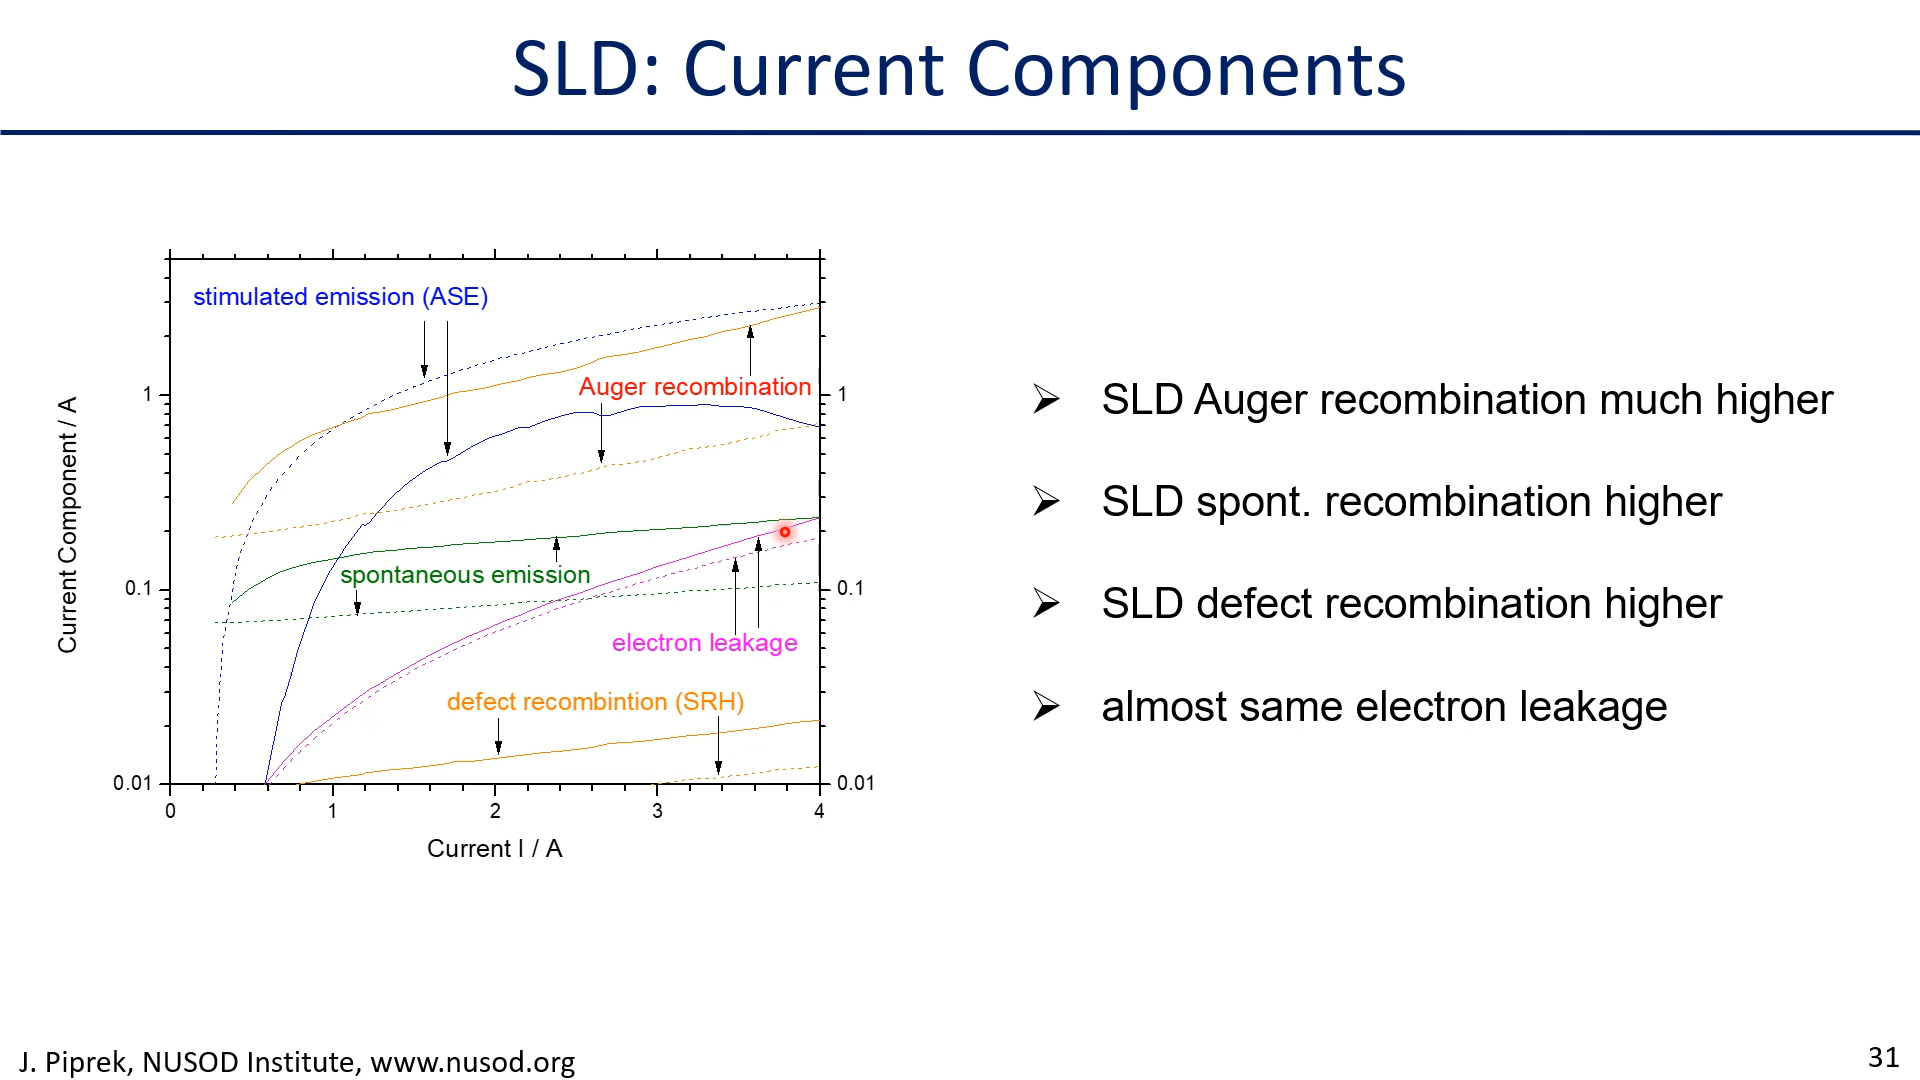 SLD: Current Components
stimulated emission (ASE)
Auger recombination
spontaneous emission
electron leakage
defect recombintion (SRH)
1
0.1
0.01
1
0.1
0.01
0 1 2 3 4
Current Component / A
Current I / A
➢ SLD Auger recombination much higher
➢ SLD spont. recombination higher
➢ SLD defect recombination higher
➢ almost same electron leakage
J. Piprek, NUSOD Institute, www.nusod.org
31